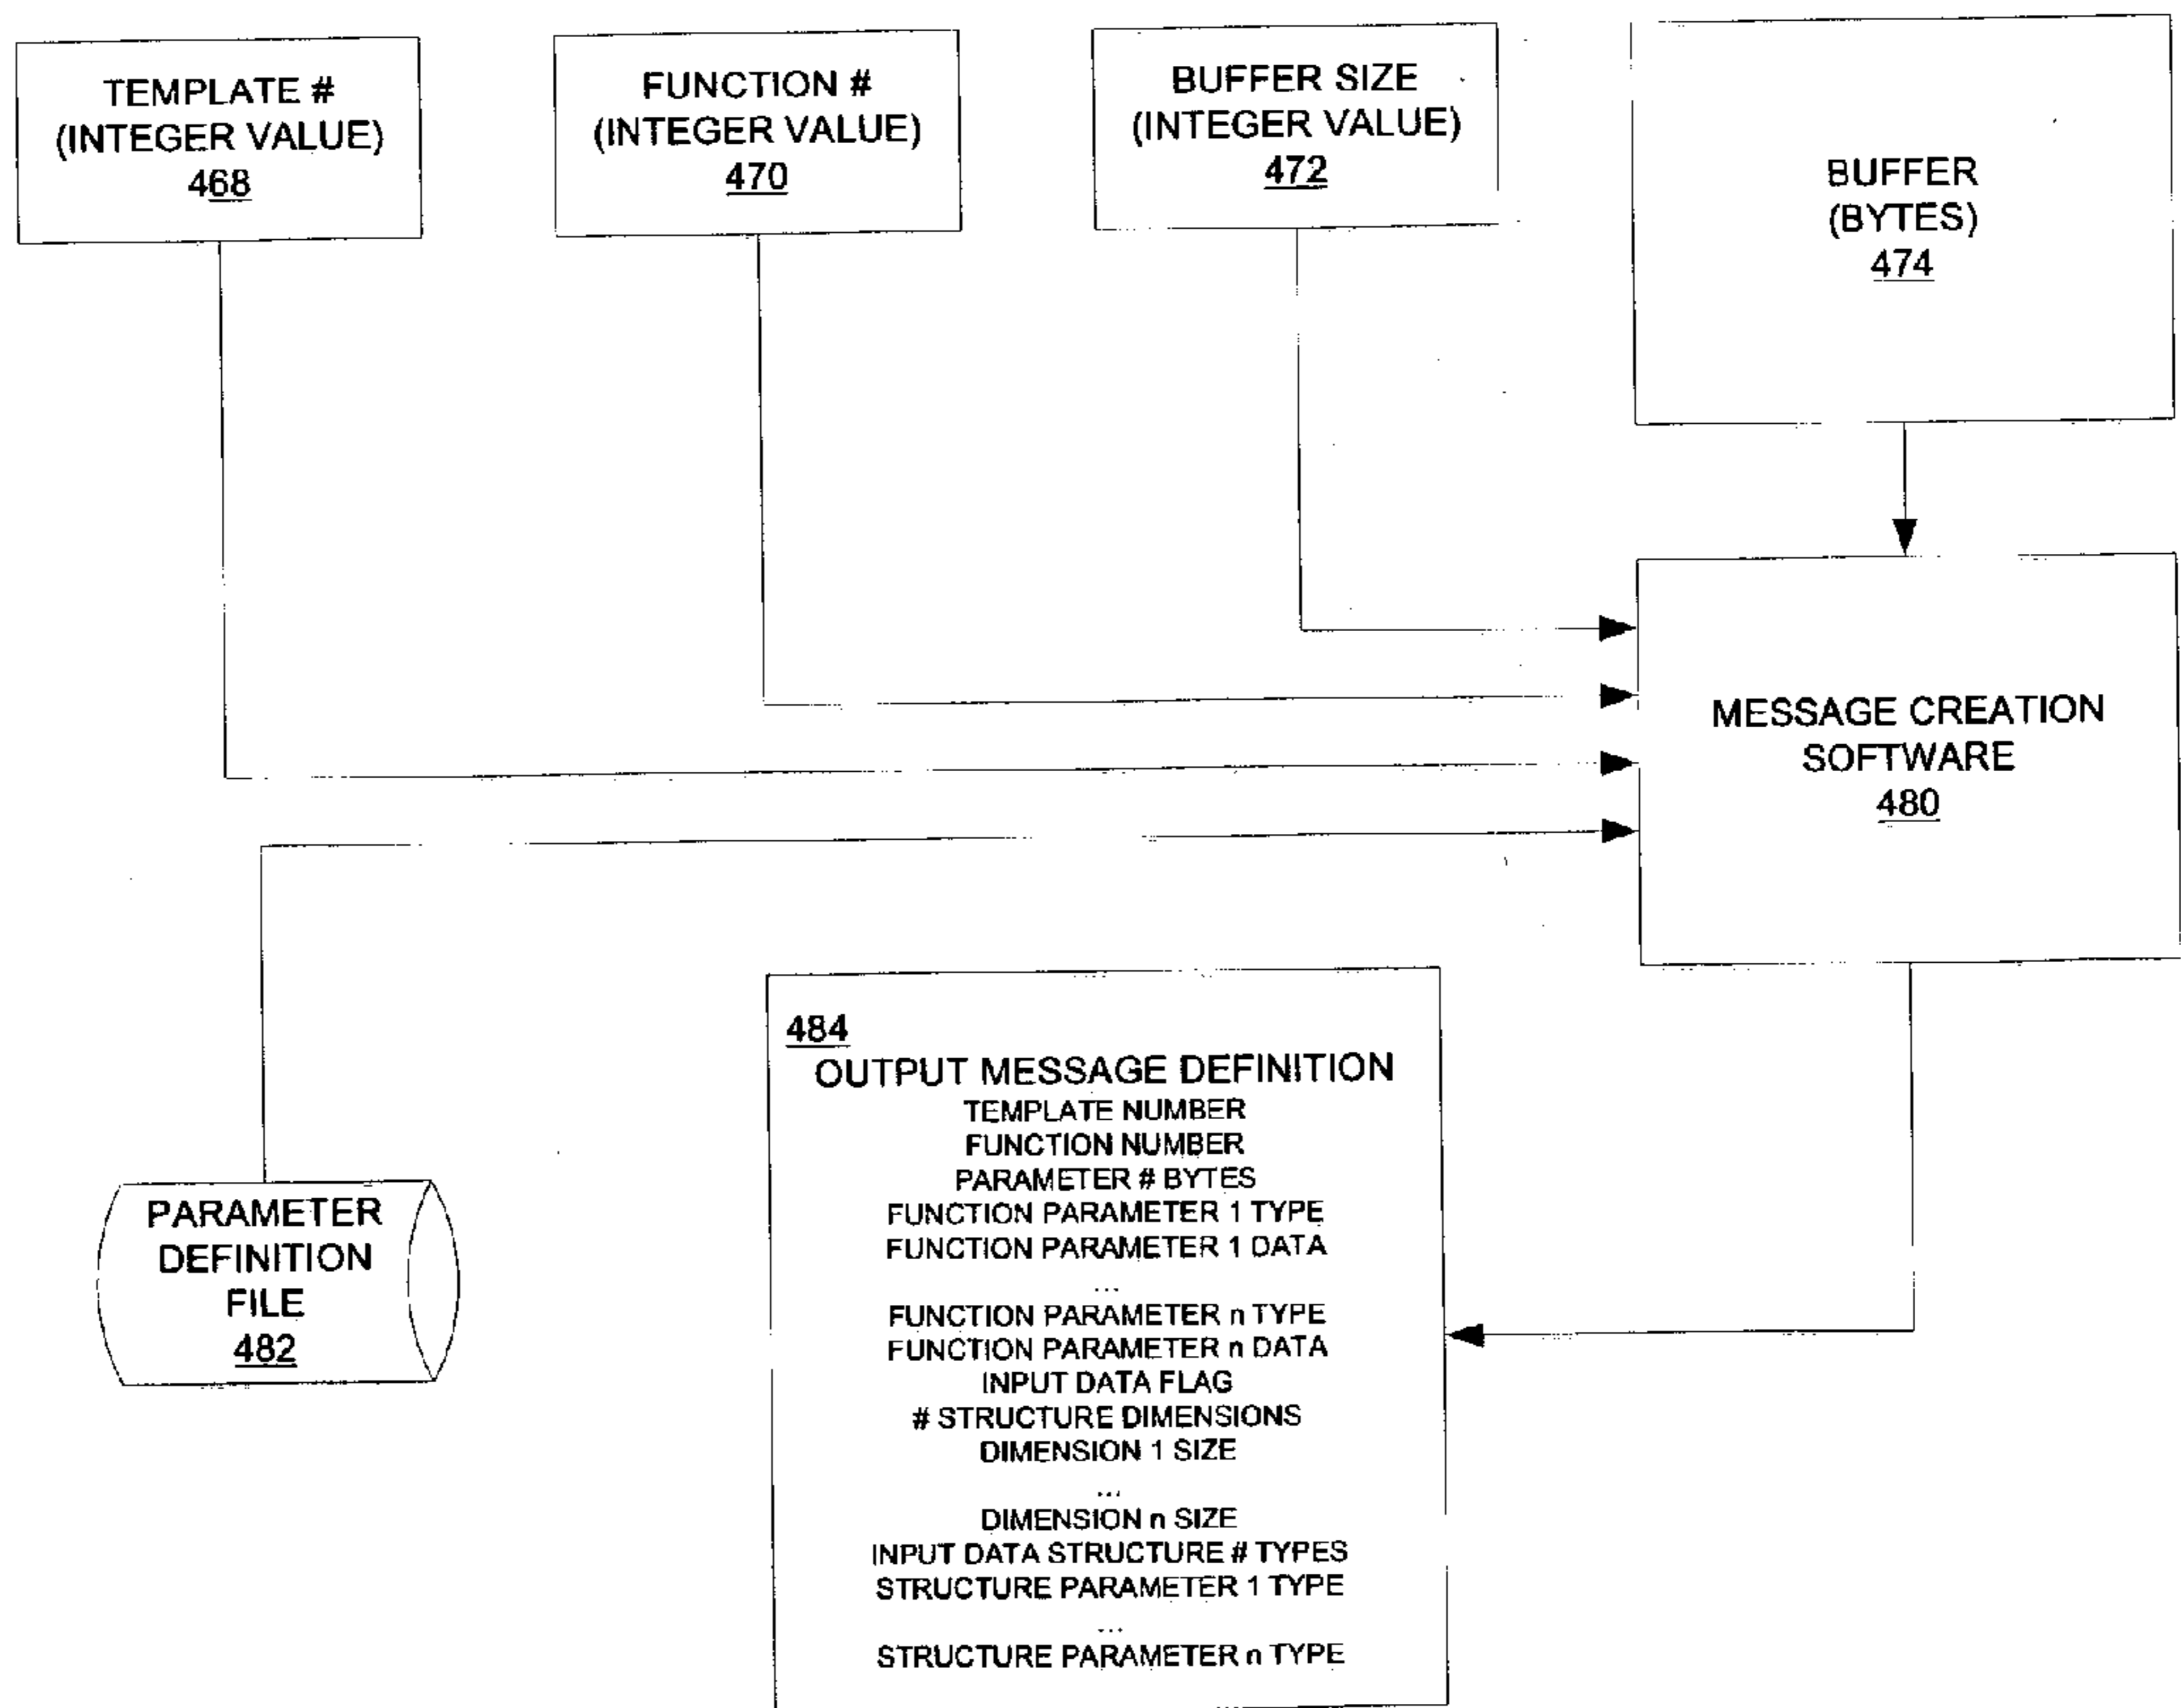 TEMPLATE #
(INTEGER VALUE)
468
FUNCTION #
(INTEGER VALUE)
470
BUFFER SIZE
(INTEGER VALUE)
472
BUFFER
(BYTES)
474
MESSAGE CREATION
SOFTWARE
480
484
OUTPUT MESSAGE DEFINITION
TEMPLATE NUMBER
FUNCTION NUMBER
PARAMETER # BYTES
FUNCTION PARAMETER 1 TYPE
FUNCTION PARAMETER 1 DATA
...
FUNCTION PARAMETER n TYPE
FUNCTION PARAMETER n DATA
INPUT DATA FLAG
# STRUCTURE DIMENSIONS
DIMENSION 1 SIZE
...
DIMENSION n SIZE
INPUT DATA STRUCTURE # TYPES
STRUCTURE PARAMETER 1 TYPE
...
STRUCTURE PARAMETER n TYPE
PARAMETER
DEFINITION
FILE
482